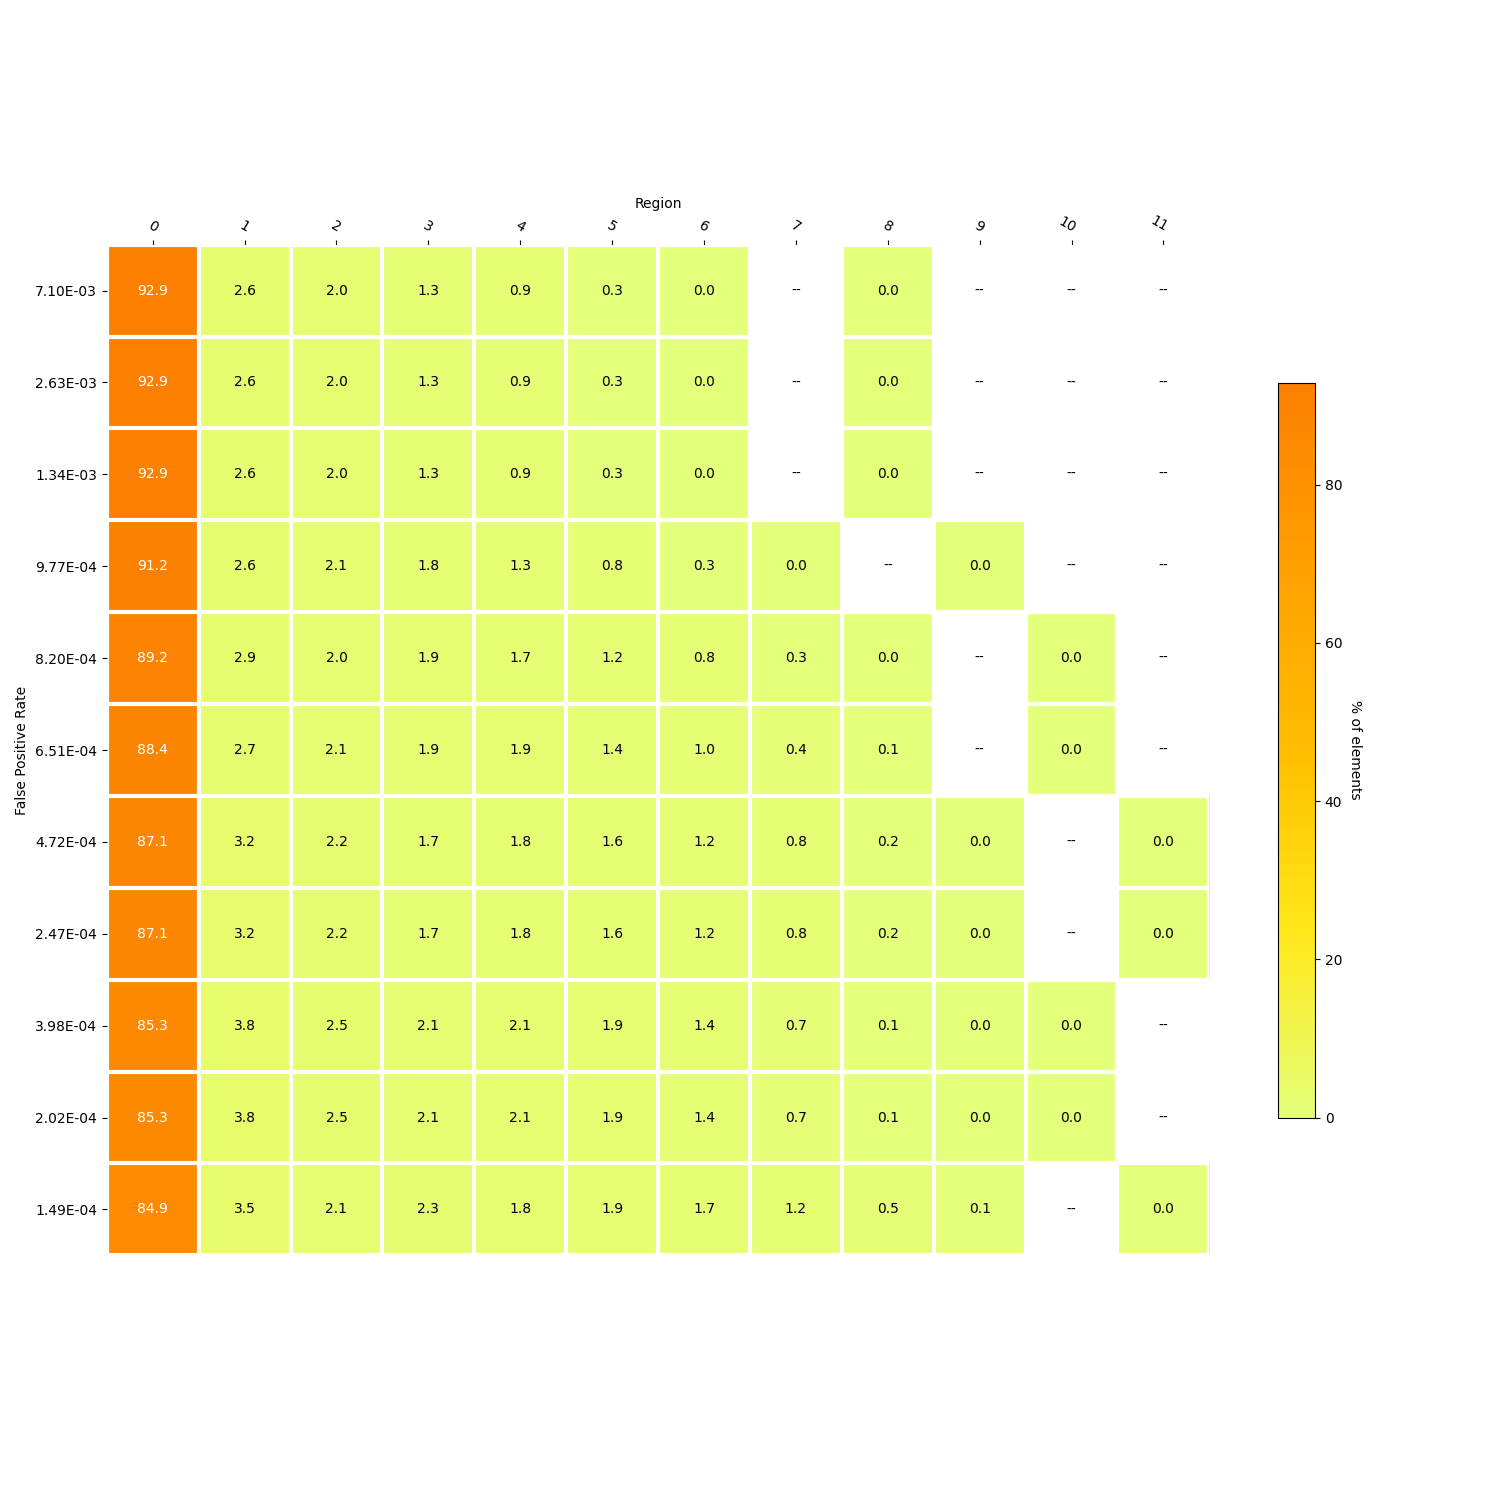 Region
0 1 2 3 4 5 6 7 8 9 10 11
7.10E-03 92.9 2.6 2.0 1.3 0.9 0.3 0.0 -- 0.0 -- -- --
2.63E-03 92.9 2.6 2.0 1.3 0.9 0.3 0.0 -- 0.0 -- -- --
1.34E-03 92.9 2.6 2.0 1.3 0.9 0.3 0.0 -- 0.0 -- -- --
9.77E-04 91.2 2.6 2.1 1.8 1.3 0.8 0.3 0.0 -- 0.0 -- --
8.20E-04 89.2 2.9 2.0 1.9 1.7 1.2 0.8 0.3 0.0 -- 0.0 --
6.51E-04 88.4 2.7 2.1 1.9 1.9 1.4 1.0 0.4 0.1 -- 0.0 --
4.72E-04 87.1 3.2 2.2 1.7 1.8 1.6 1.2 0.8 0.2 0.0 -- 0.0
2.47E-04 87.1 3.2 2.2 1.7 1.8 1.6 1.2 0.8 0.2 0.0 -- 0.0
3.98E-04 85.3 3.8 2.5 2.1 2.1 1.9 1.4 0.7 0.1 0.0 0.0 --
2.02E-04 85.3 3.8 2.5 2.1 2.1 1.9 1.4 0.7 0.1 0.0 0.0 --
1.49E-04 84.9 3.5 2.1 2.3 1.8 1.9 1.7 1.2 0.5 0.1 -- 0.0
False Positive Rate
80
60
40
20
0
% of elements